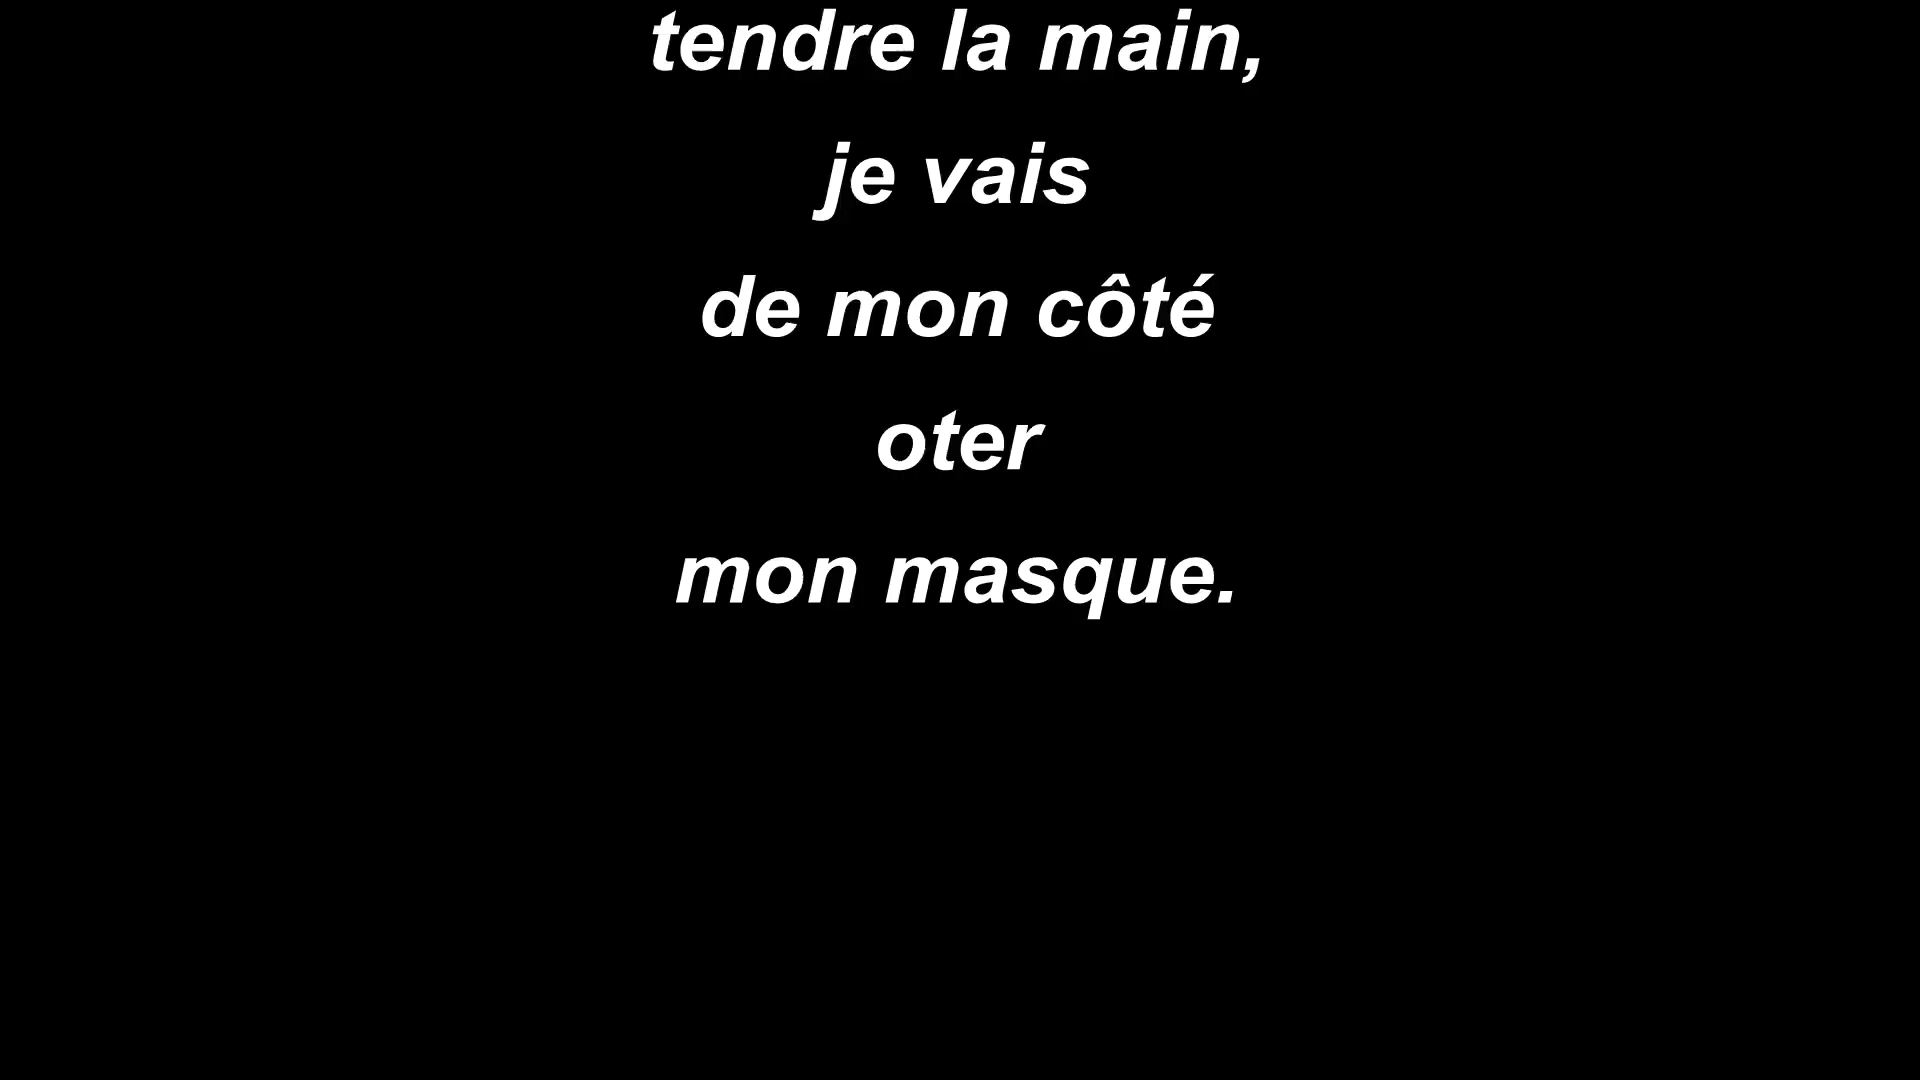 tendre la main,
je vais
de mon côté
oter
mon masque.